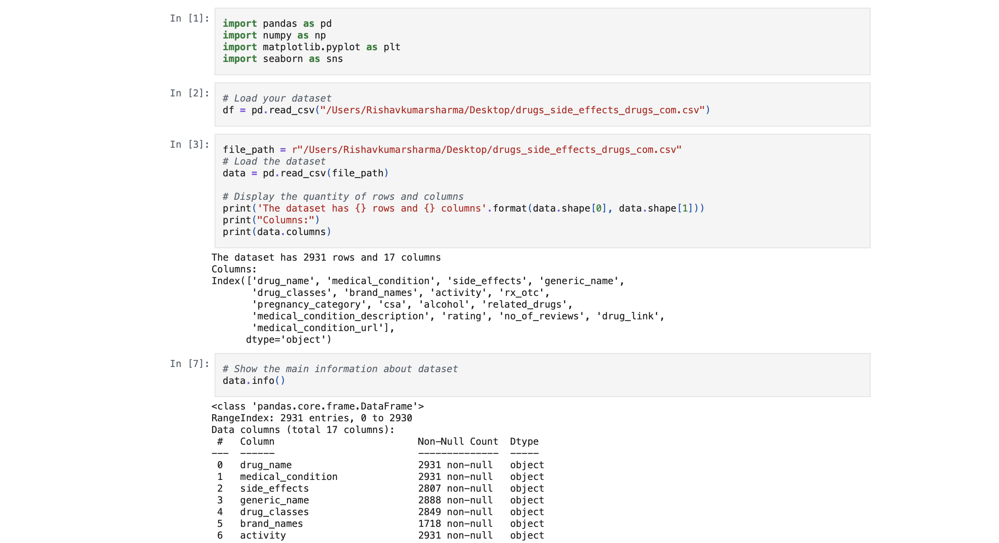 In [1]:
import pandas as pd
import numpy as np
import matplotlib.pyplot as plt
import seaborn as sns
In [2]:
# Load your dataset
df = pd.read_csv("/Users/Rishavkumarsharma/Desktop/drugs_side_effects_drugs_com.csv")
In [3]:
file_path = r"/Users/Rishavkumarsharma/Desktop/drugs_side_effects_drugs_com.csv"
# Load the dataset
data = pd.read_csv(file_path)
# Display the quantity of rows and columns
print('The dataset has {} rows and {} columns'.format(data.shape[0], data.shape[1]))
print("Columns:")
print(data.columns)
The dataset has 2931 rows and 17 columns
Columns:
Index(['drug_name', 'medical_condition', 'side_effects', 'generic_name',
'drug_classes', 'brand_names', 'activity', 'rx_otc',
'pregnancy_category', 'csa', 'alcohol', 'related_drugs',
'medical_condition_description', 'rating', 'no_of_reviews', 'drug_link',
'medical_condition_url'],
dtype='object')
In [7]:
# Show the main information about dataset
data.info()
<class 'pandas.core.frame.DataFrame'>
RangeIndex: 2931 entries, 0 to 2930
Data columns (total 17 columns):
# Column Non-Null Count Dtype
--- ------ -------------- -----
0 drug_name 2931 non-null object
1 medical_condition 2931 non-null object
2 side_effects 2807 non-null object
3 generic_name 2888 non-null object
4 drug_classes 2849 non-null object
5 brand_names 1718 non-null object
6 activity 2931 non-null object